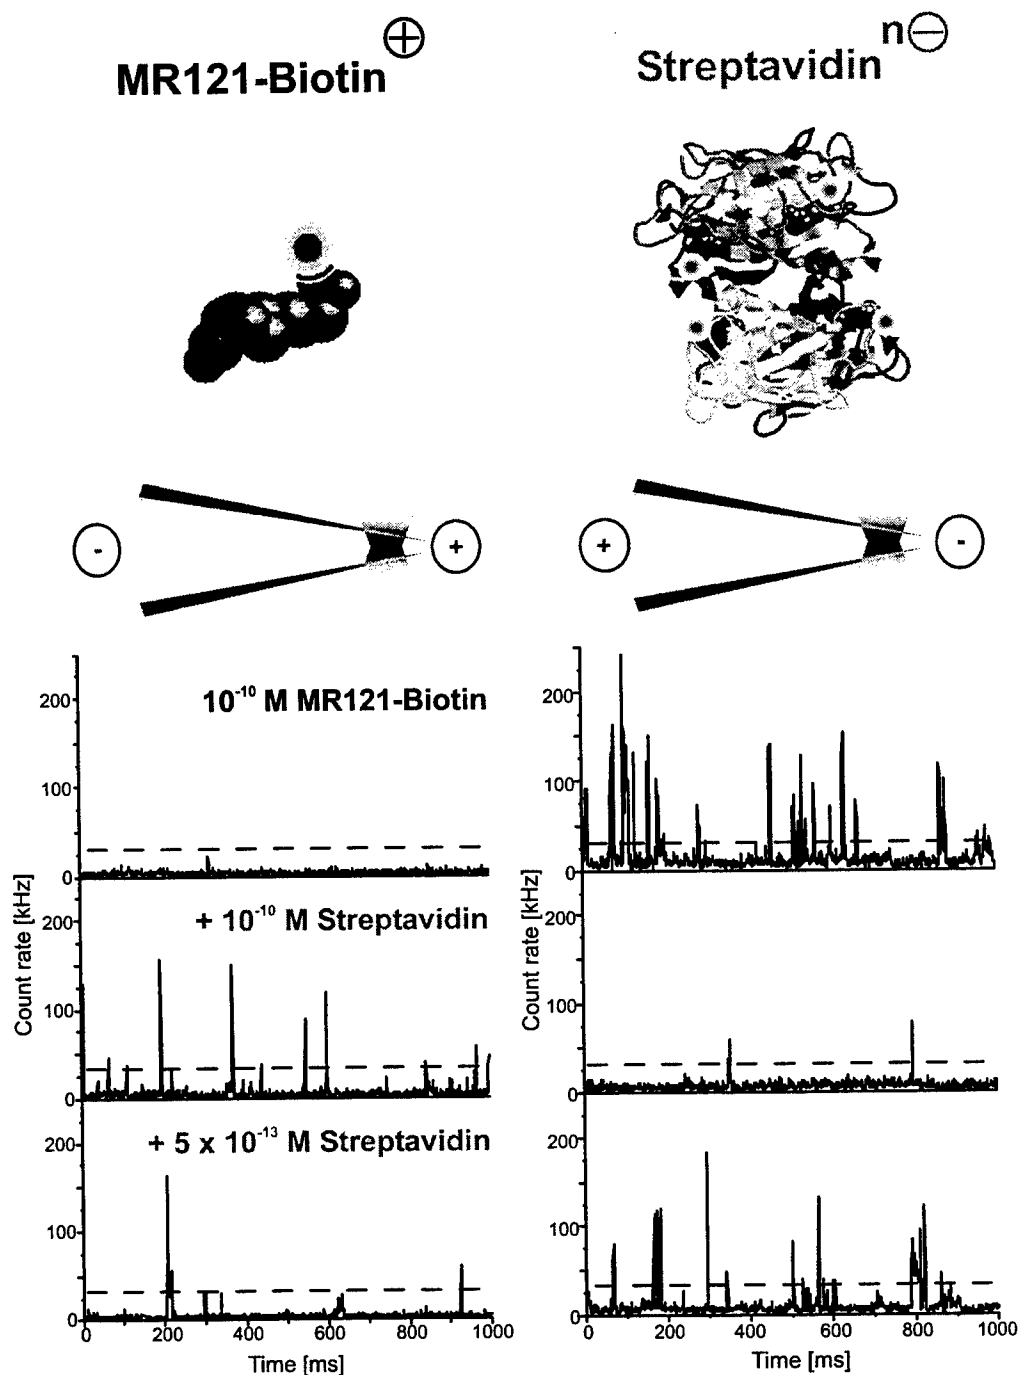 MR121-Biotin⊕
Streptavidin n⊖
- +
+ -
10⁻¹⁰ M MR121-Biotin
200
100
0
+ 10⁻¹⁰ M Streptavidin
200
100
0
+ 5 x 10⁻¹³ M Streptavidin
200
100
0
Count rate [kHz]
0 200 400 600 800 1000
Time [ms]
200
100
0
200
100
0
200
100
0
Count rate [kHz]
0 200 400 600 800 1000
Time [ms]